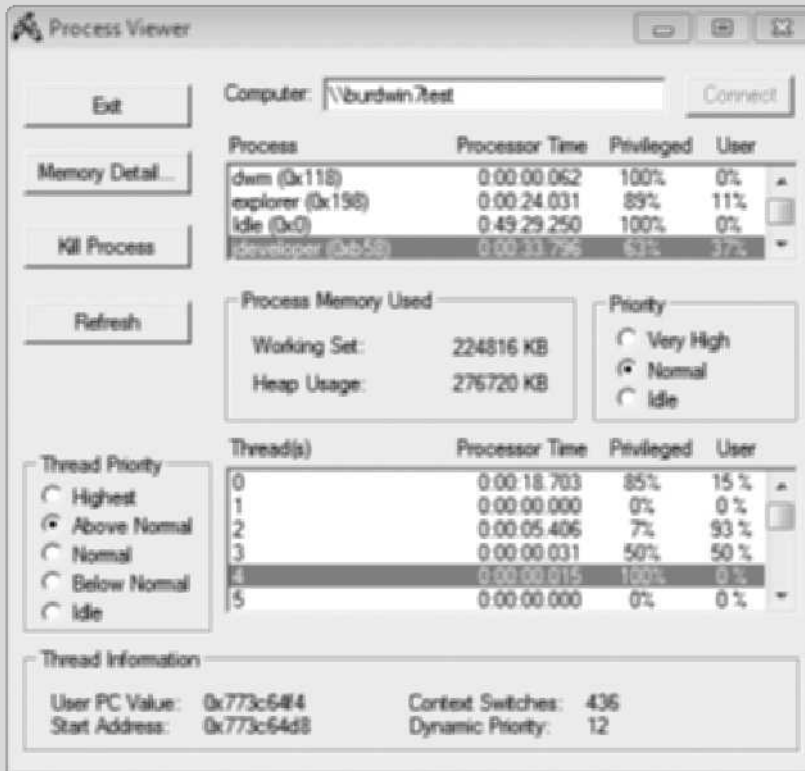 Process Viewer
Exit
Computer: \\burdwin7test
Connect
Memory Detail...
Process Processor Time Privileged User
dwm (0x118) 0:00:00.062 100% 0%
explorer (0x198) 0:00:24.031 89% 11%
Idle (0x0) 0:49:29.250 100% 0%
jdeveloper (0xb58) 0:00:33.796 63% 37%
Kill Process
Refresh
Process Memory Used
Working Set: 224816 KB
Heap Usage: 276720 KB
Priority
Very High
Normal
Idle
Thread Priority
Highest
Above Normal
Normal
Below Normal
Idle
Thread(s) Processor Time Privileged User
0 0:00:18.703 85% 15 %
1 0:00:00.000 0% 0 %
2 0:00:05.406 7% 93 %
3 0:00:00.031 50% 50 %
4 0:00:00.015 100% 0 %
5 0:00:00.000 0% 0 %
Thread Information
User PC Value: 0x773c64f4 Context Switches: 436
Start Address: 0x773c64d8 Dynamic Priority: 12